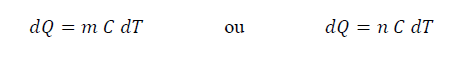 dQ = m C dT ou dQ = n C dT